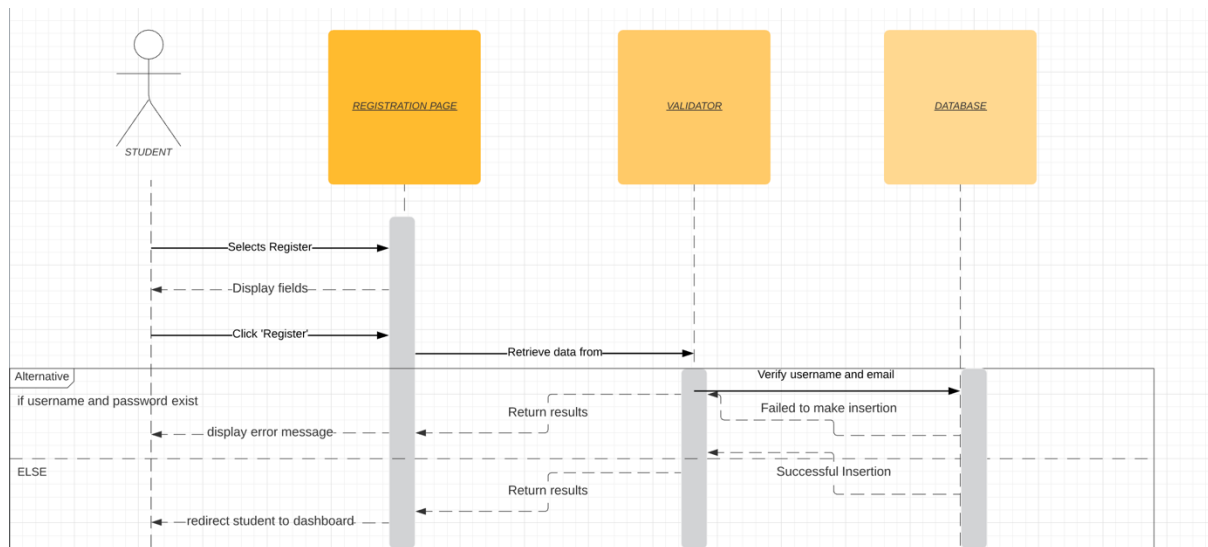 STUDENT
REGISTRATION PAGE
VALIDATOR
DATABASE
Selects Register
Display fields
Click 'Register'
Retrieve data from
Alternative
Verify username and email
if username and password exist
Return results
Failed to make insertion
display error message
ELSE
Successful Insertion
Return results
redirect student to dashboard